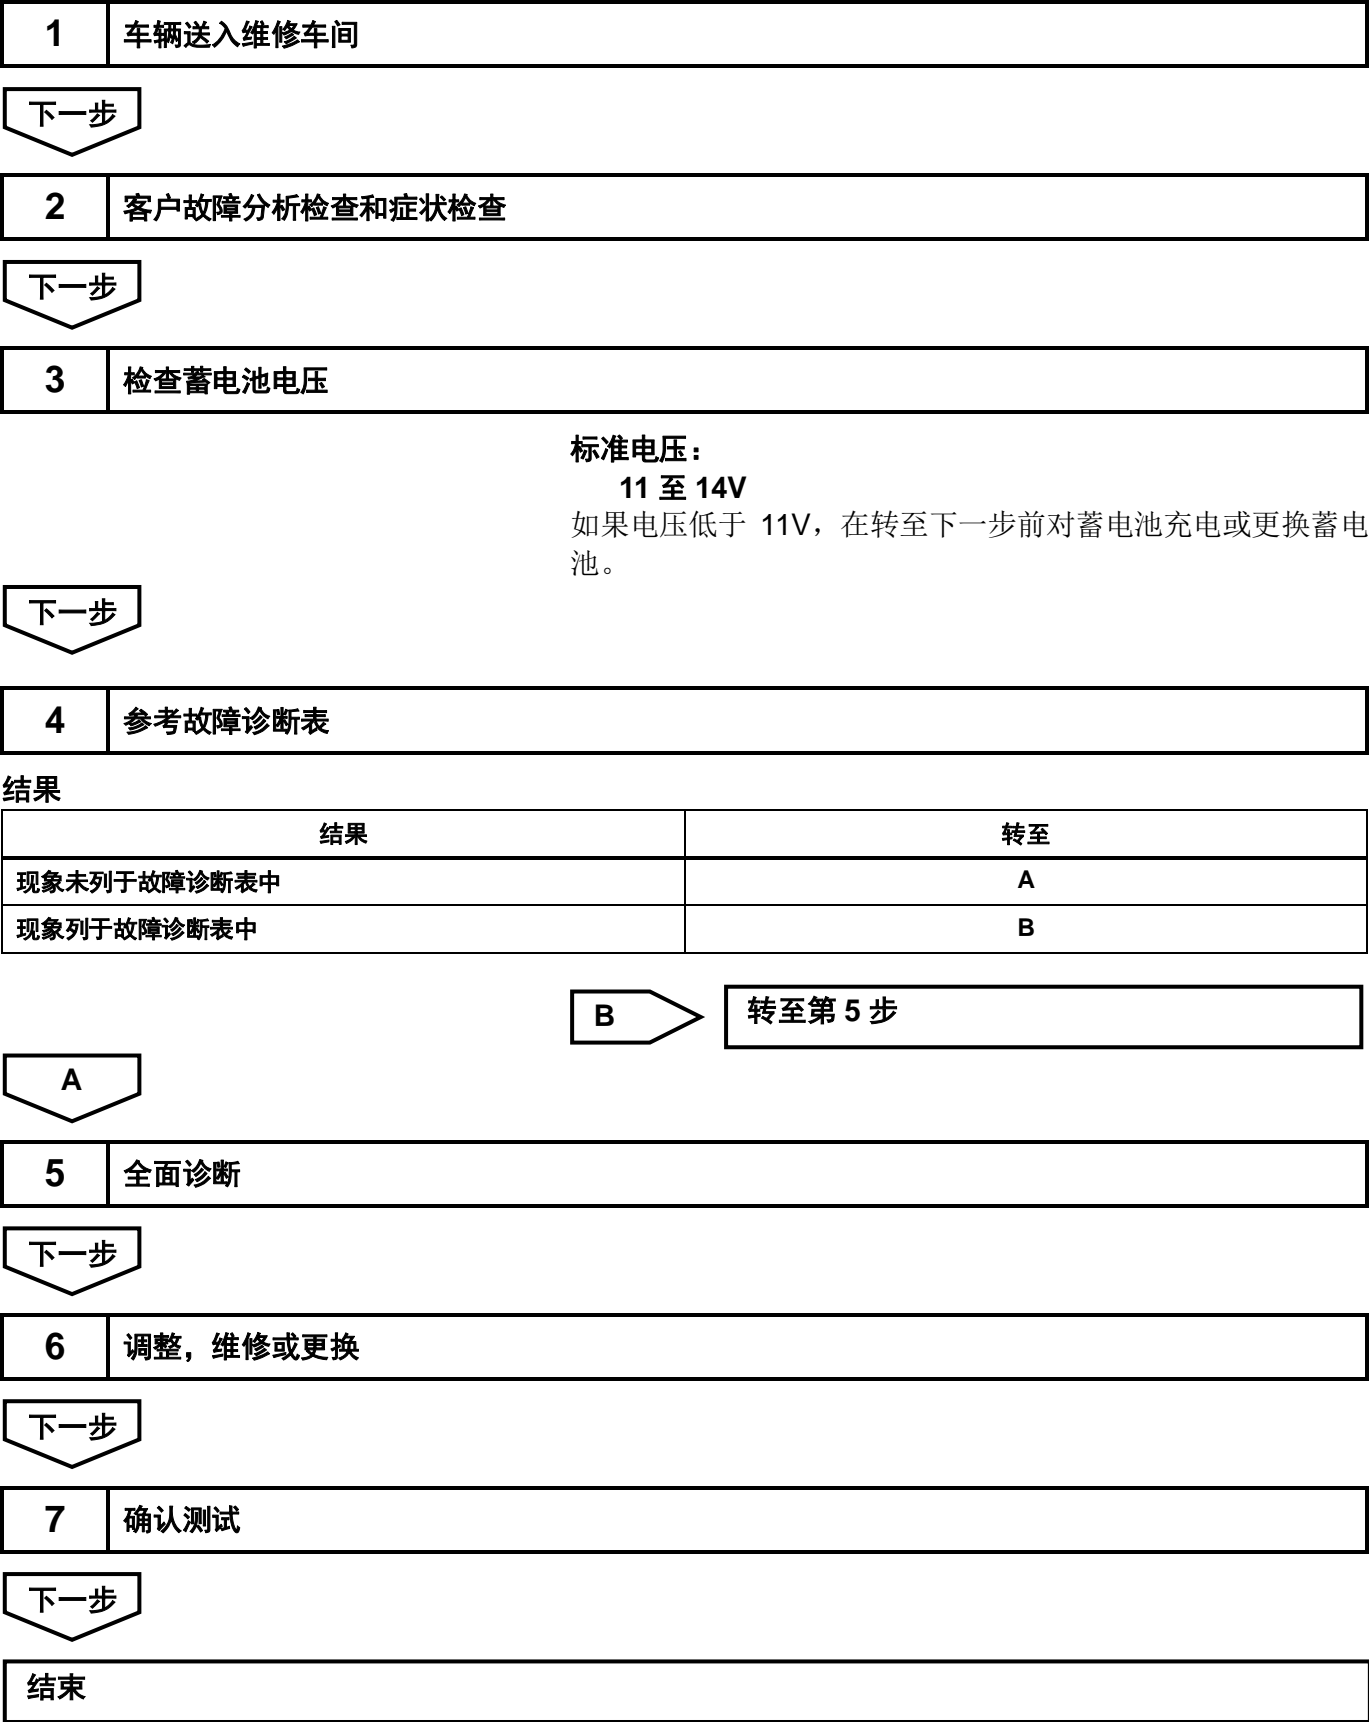 1 车辆送入维修车间
下一步
2 客户故障分析检查和症状检查
下一步
3 检查蓄电池电压
标准电压：
11 至 14V
如果电压低于 11V，在转至下一步前对蓄电池充电或更换蓄电
池。
下一步
4 参考故障诊断表
结果
结果 转至
现象未列于故障诊断表中 A
现象列于故障诊断表中 B
B 转至第 5 步
A
5 全面诊断
下一步
6 调整，维修或更换
下一步
7 确认测试
下一步
结束